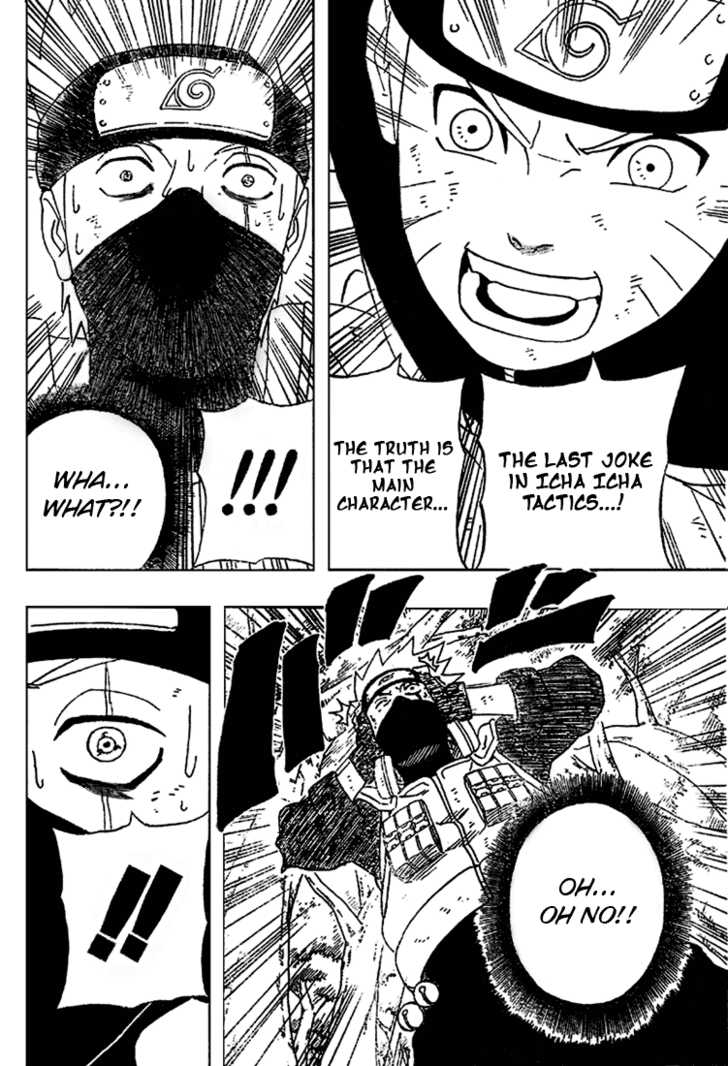 THE LAST JOKE
IN ICHA ICHA
TACTICS...!
THE TRUTH IS
THAT THE
MAIN
CHARACTER...
!!!
WHA...
WHAT?!!
OH...
OH NO!!
!!